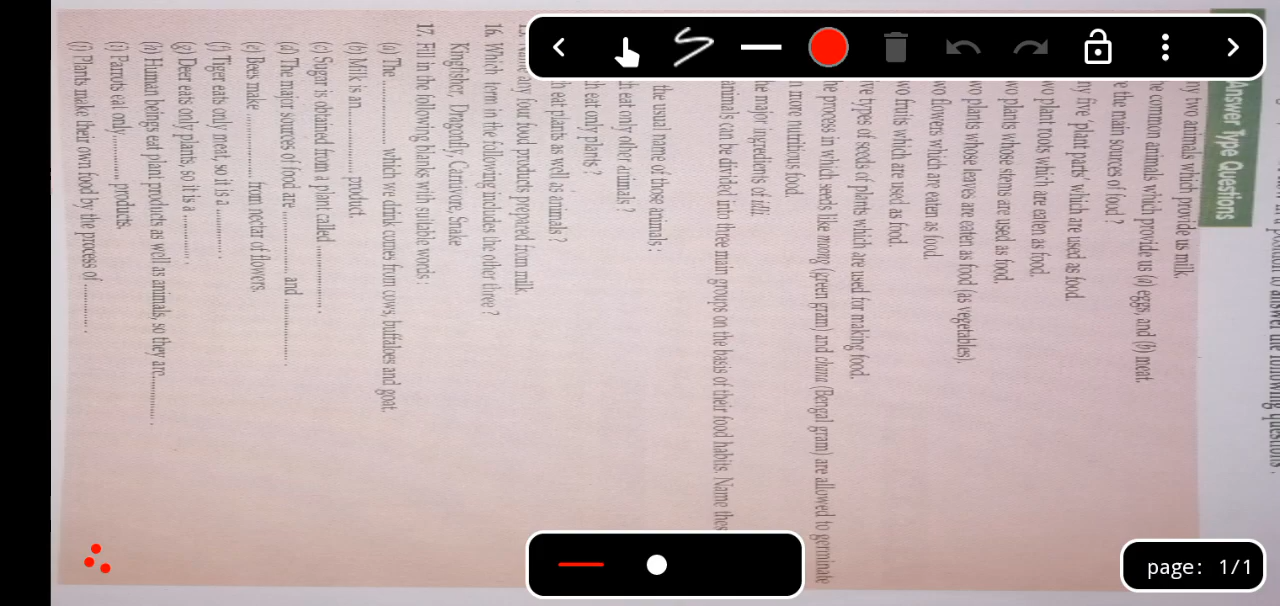 Answer Type Questions
ny two animals which provide us milk.
he common animals which provide us (a) eggs, and (b) meat.
e the main sources of food ?
ny five 'plant parts' which are used as food.
wo plant roots which are eaten as food.
wo plants whose stems are used as food.
wo plants whose leaves are eaten as food (as vegetables).
wo flowers which are eaten as food.
wo fruits which are used as food.
ve types of seeds of plants which are used for making food.
he process in which seeds like moong (green gram) and chana (Bengal gram) are allowed to germinate
n more nutritious food.
he major ingredients of idli.
animals can be divided into three main groups on the basis of their food habits. Name thes
the usual name of those animals :
h eat only other animals ?
h eat only plants ?
h eat plants as well as animals ?
any four food products prepared from milk.
16. Which term in the following includes the other three ?
Kingfisher, Dragonfly, Carnivore, Snake
17. Fill in the following blanks with suitable words :
(a) The ................ which we drink comes from cows, buffaloes and goat.
(b) Milk is an................ product.
(c) Sugar is obtained from a plant called ................ .
(d) The major sources of food are ................ and ................ .
(e) Bees make ................ from nectar of flowers.
(f) Tiger eats only meat, so it is a ............ .
(g) Deer eats only plants, so it is a ............ .
(h) Human beings eat plant products as well as animals, so they are............ .
(i) Parrots eat only............ products.
(j) Plants make their own food by the process of ............ .
page: 1/1